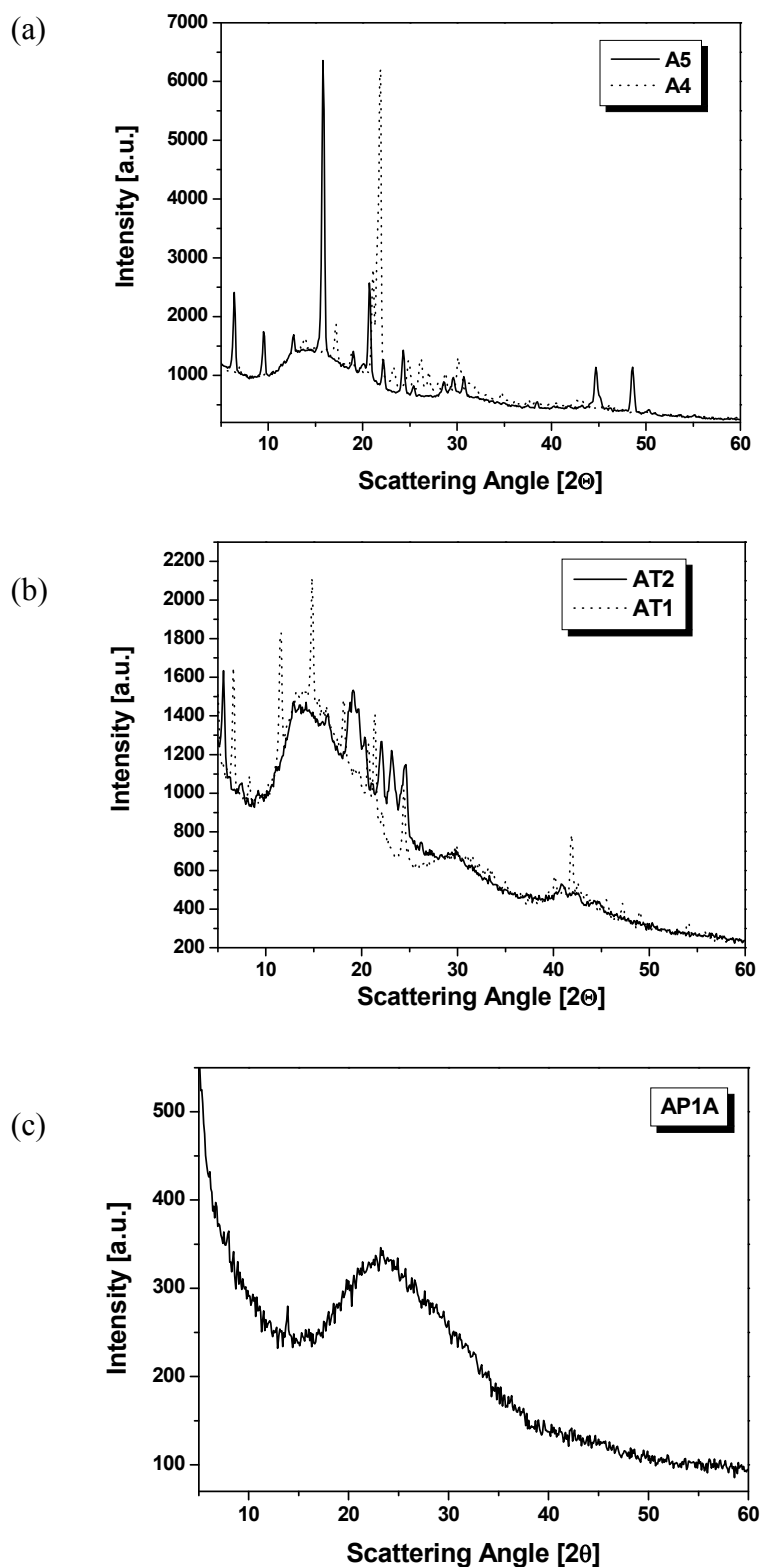 (a)
7000
6000
5000
4000
3000
2000
1000
Intensity [a.u.]
A5
A4
10 20 30 40 50 60
Scattering Angle [2Θ]
(b)
2200
2000
1800
1600
1400
1200
1000
800
600
400
200
Intensity [a.u.]
AT2
AT1
10 20 30 40 50 60
Scattering Angle [2Θ]
(c)
500
400
300
200
100
Intensity [a.u.]
AP1A
10 20 30 40 50 60
Scattering Angle [2θ]